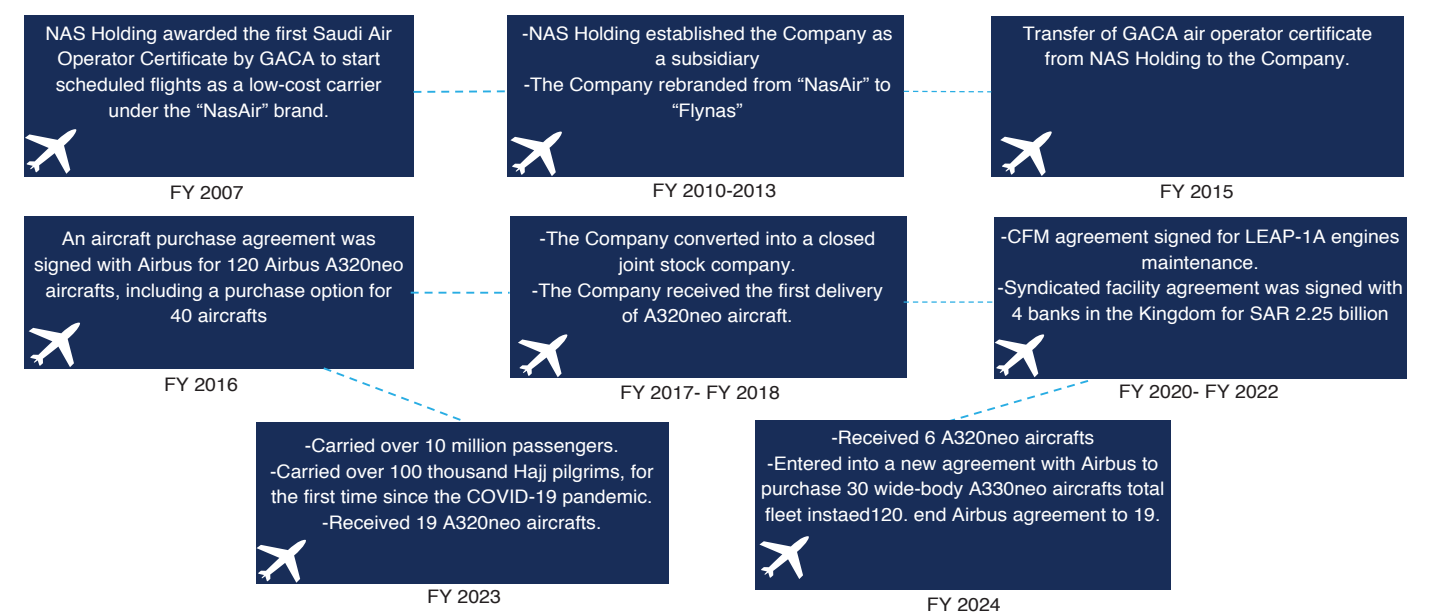 NAS Holding awarded the first Saudi Air
Operator Certificate by GACA to start
scheduled flights as a low-cost carrier
under the “NasAir” brand.
FY 2007
-NAS Holding established the Company as
a subsidiary
-The Company rebranded from “NasAir” to
“Flynas”
FY 2010-2013
Transfer of GACA air operator certificate
from NAS Holding to the Company.
FY 2015
An aircraft purchase agreement was
signed with Airbus for 120 Airbus A320neo
aircrafts, including a purchase option for
40 aircrafts
FY 2016
-The Company converted into a closed
joint stock company.
-The Company received the first delivery
of A320neo aircraft.
FY 2017- FY 2018
-CFM agreement signed for LEAP-1A engines
maintenance.
-Syndicated facility agreement was signed with
4 banks in the Kingdom for SAR 2.25 billion
FY 2020- FY 2022
-Carried over 10 million passengers.
-Carried over 100 thousand Hajj pilgrims, for
the first time since the COVID-19 pandemic.
-Received 19 A320neo aircrafts.
FY 2023
-Received 6 A320neo aircrafts
-Entered into a new agreement with Airbus to
purchase 30 wide-body A330neo aircrafts total
fleet instaed120. end Airbus agreement to 19.
FY 2024